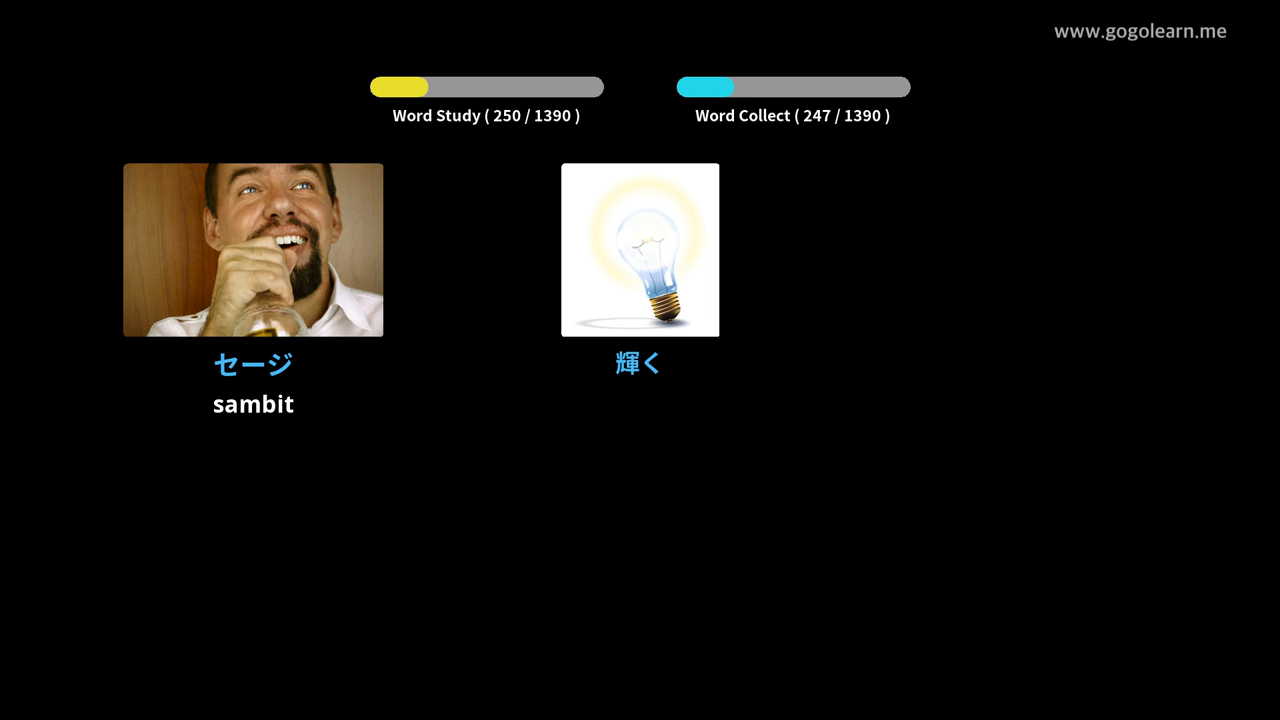 www.gogolearn.me
Word Study ( 250 / 1390 )
Word Collect ( 247 / 1390 )
セージ
sambit
輝く